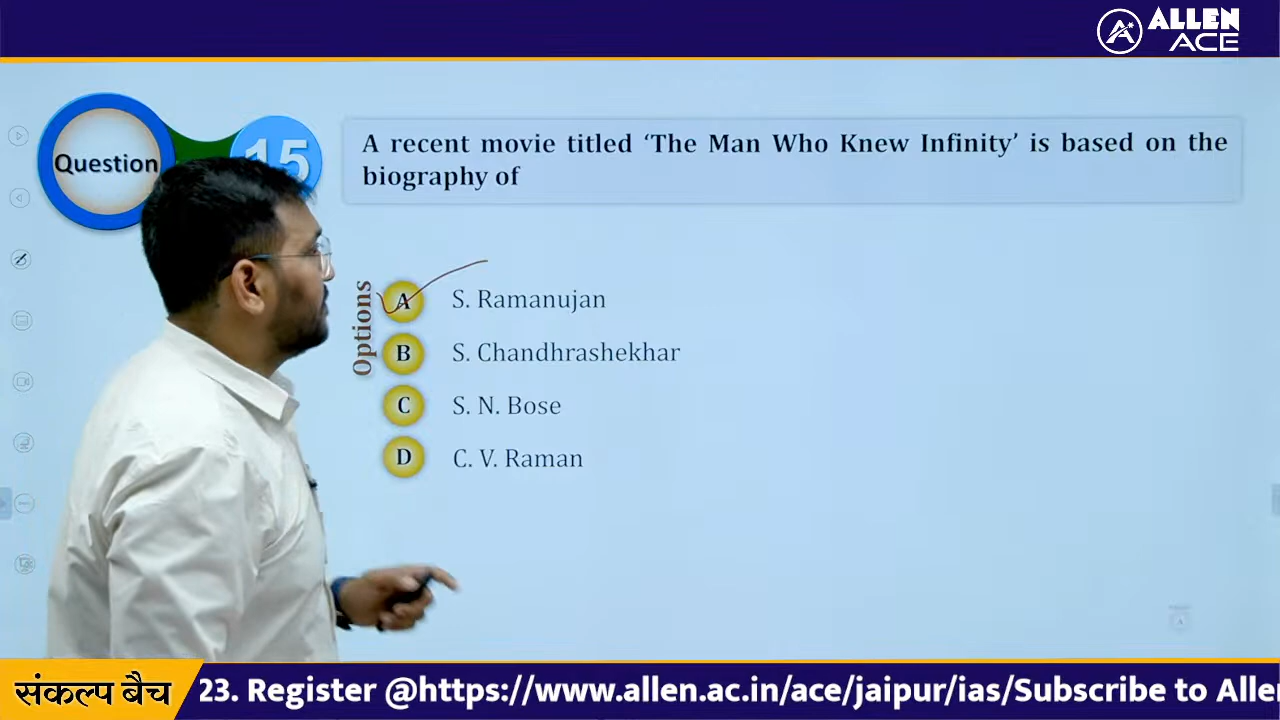 ALLEN
ACE
Question
15
A recent movie titled ‘The Man Who Knew Infinity’ is based on the
biography of
Options
A S. Ramanujan
B S. Chandhrashekhar
C S. N. Bose
D C. V. Raman
संकल्प बैच
23. Register @https://www.allen.ac.in/ace/jaipur/ias/Subscribe to Aller